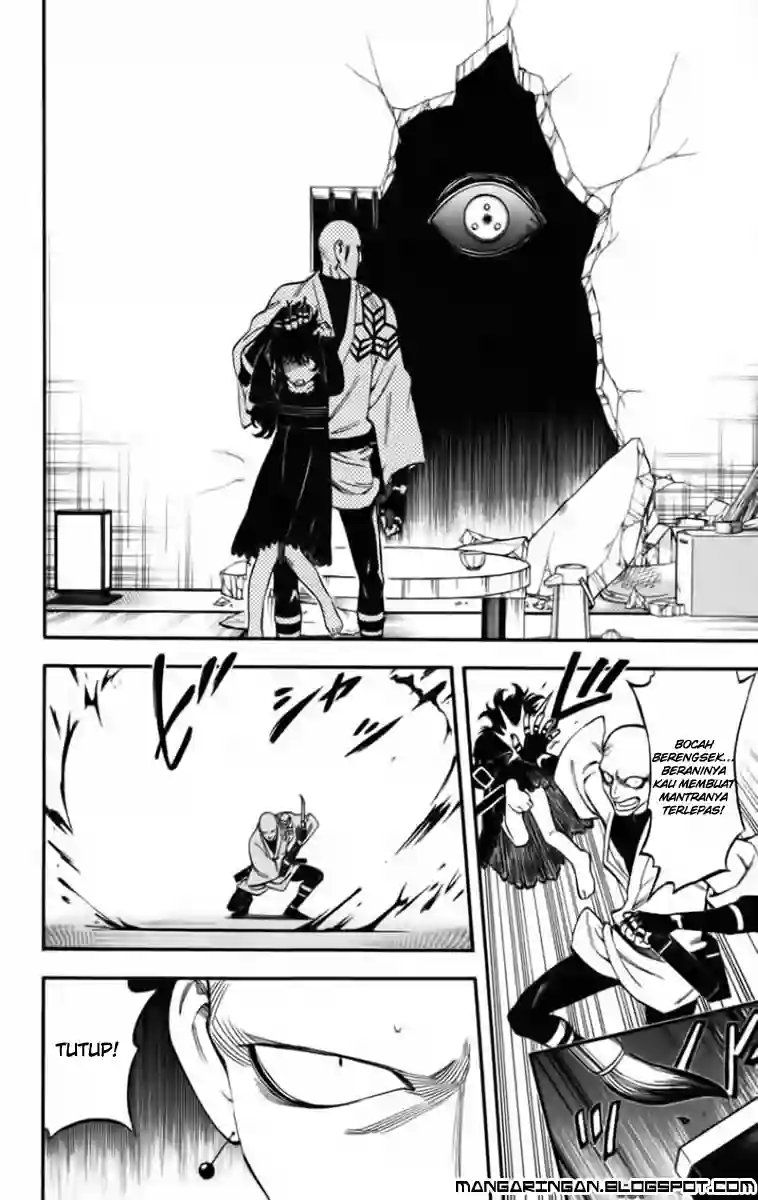 BOCAH
BERENGSEK...
BERANINYA
KAU MEMBUAT
MANTRANYA
TERLEPAS!
TUTUP!
MANGARINGAN.BLOGSPOT.COM